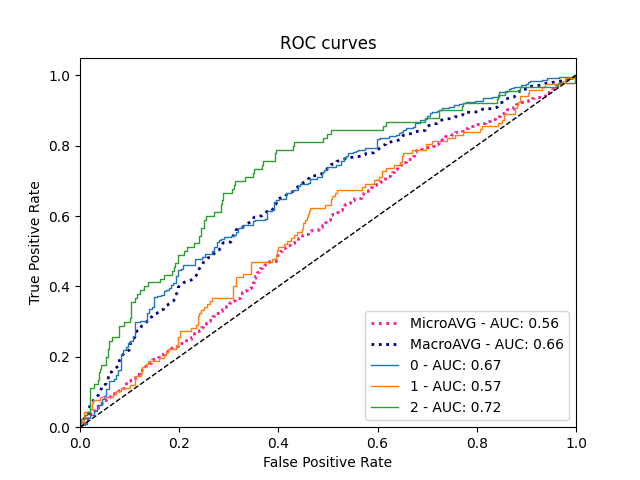 ROC curves
True Positive Rate
1.0
0.8
0.6
0.4
0.2
0.0
MicroAVG - AUC: 0.56
MacroAVG - AUC: 0.66
0 - AUC: 0.67
1 - AUC: 0.57
2 - AUC: 0.72
0.0 0.2 0.4 0.6 0.8 1.0
False Positive Rate